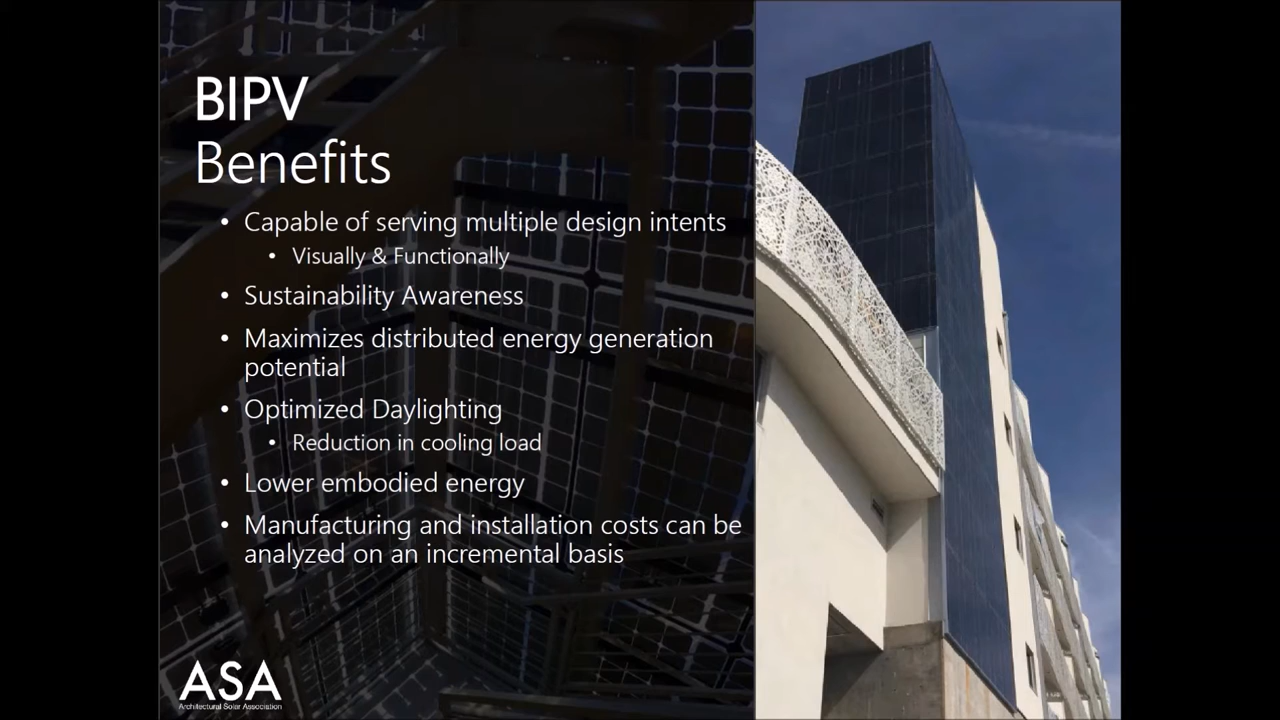 BIPV
Benefits
• Capable of serving multiple design intents
• Visually & Functionally
• Sustainability Awareness
• Maximizes distributed energy generation
potential
• Optimized Daylighting
• Reduction in cooling load
• Lower embodied energy
• Manufacturing and installation costs can be
analyzed on an incremental basis
ASA
Architectural Solar Association